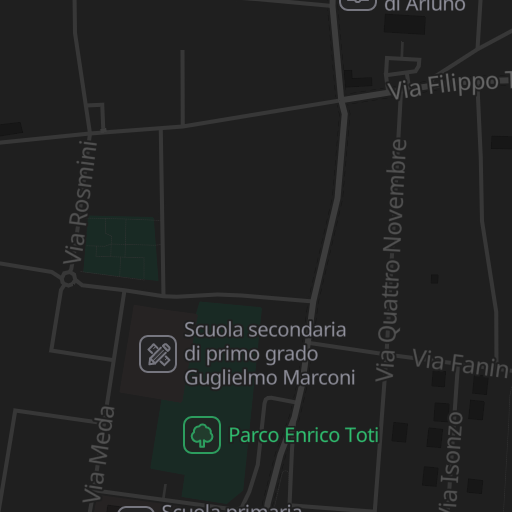 di Arluno
Via Filippo T
Via Rosmini
Via Quattro Novembre
Scuola secondaria
di primo grado
Guglielmo Marconi
Via Fanin
Parco Enrico Toti
Via Meda
Via Isonzo
Scuola primaria